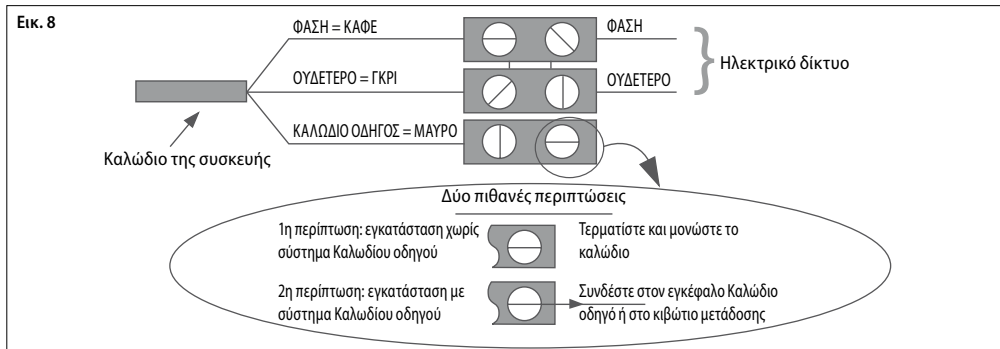 Εικ. 8
ΦΑΣΗ = ΚΑΦΕ
ΦΑΣΗ
Ηλεκτρικό δίκτυο
ΟΥΔΕΤΕΡΟ = ΓΚΡΙ
ΟΥΔΕΤΕΡΟ
ΚΑΛΩΔΙΟ ΟΔΗΓΟΣ = ΜΑΥΡΟ
Καλώδιο της συσκευής
Δύο πιθανές περιπτώσεις
1η περίπτωση: εγκατάσταση χωρίς
σύστημα Καλωδίου οδηγού
Τερματίστε και μονώστε το
καλώδιο
2η περίπτωση: εγκατάσταση με
σύστημα Καλωδίου οδηγού
Συνδέστε στον εγκέφαλο Καλώδιο
οδηγό ή στο κιβώτιο μετάδοσης